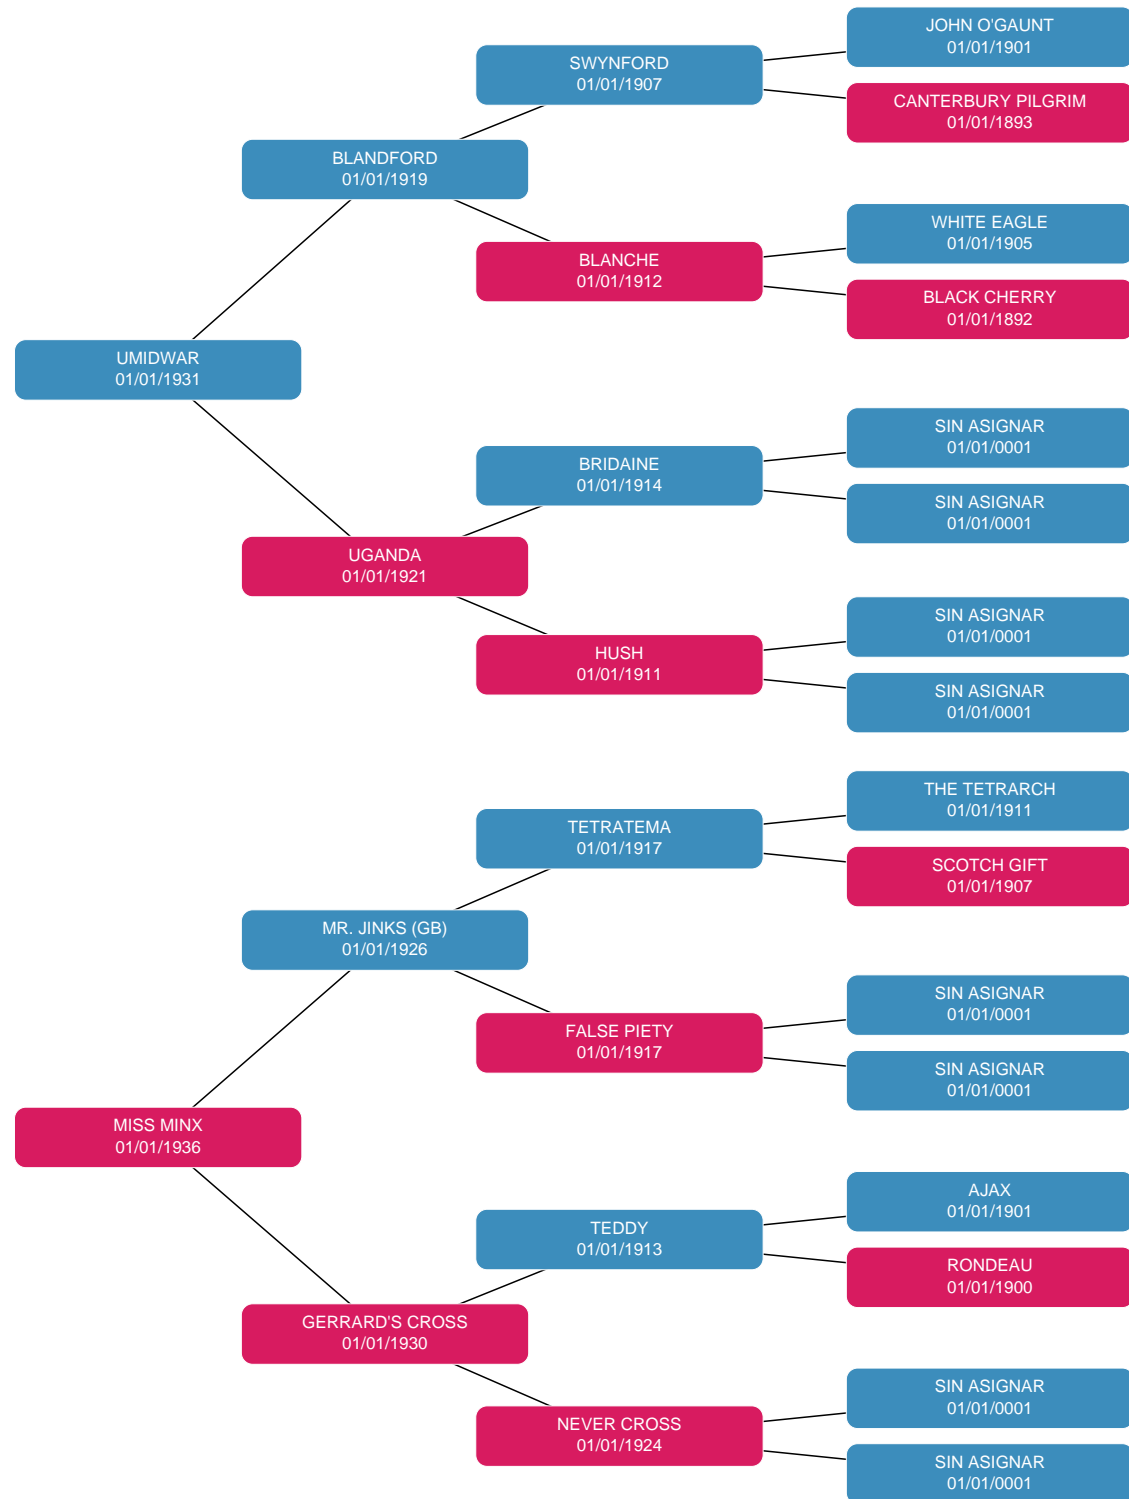 JOHN O'GAUNT
01/01/1901
SWYNFORD
01/01/1907
CANTERBURY PILGRIM
01/01/1893
BLANDFORD
01/01/1919
WHITE EAGLE
01/01/1905
BLANCHE
01/01/1912
BLACK CHERRY
01/01/1892
UMIDWAR
01/01/1931
SIN ASIGNAR
01/01/0001
BRIDAINE
01/01/1914
SIN ASIGNAR
01/01/0001
UGANDA
01/01/1921
SIN ASIGNAR
01/01/0001
HUSH
01/01/1911
SIN ASIGNAR
01/01/0001
THE TETRARCH
01/01/1911
TETRATEMA
01/01/1917
SCOTCH GIFT
01/01/1907
MR. JINKS (GB)
01/01/1926
SIN ASIGNAR
01/01/0001
FALSE PIETY
01/01/1917
SIN ASIGNAR
01/01/0001
MISS MINX
01/01/1936
AJAX
01/01/1901
TEDDY
01/01/1913
RONDEAU
01/01/1900
GERRARD'S CROSS
01/01/1930
SIN ASIGNAR
01/01/0001
NEVER CROSS
01/01/1924
SIN ASIGNAR
01/01/0001